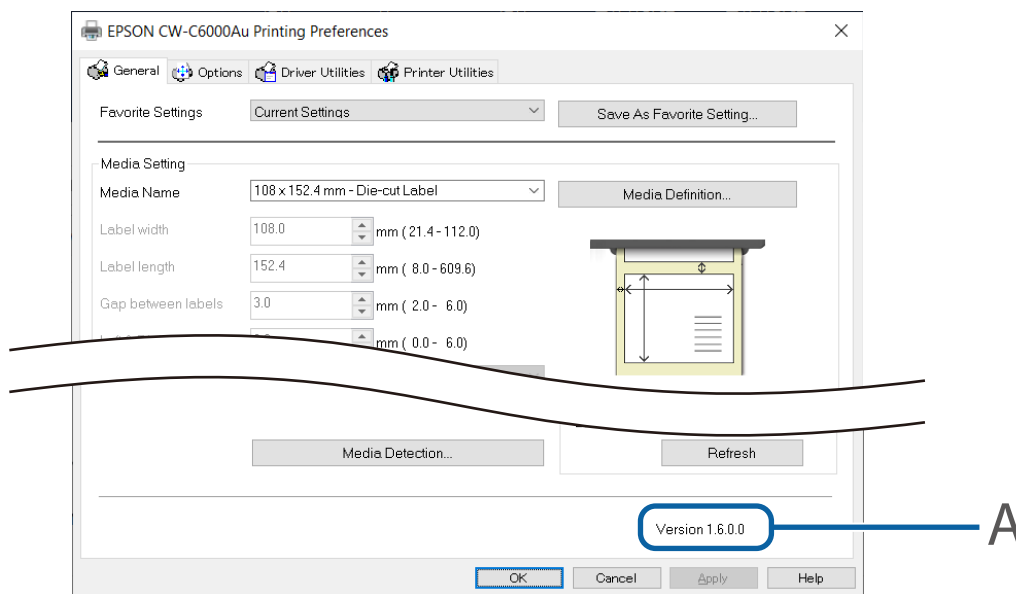 EPSON CW-C6000Au Printing Preferences
General Options Driver Utilities Printer Utilities
Favorite Settings Current Settings Save As Favorite Setting...
Media Setting
Media Name 108 x 152.4 mm - Die-cut Label Media Definition...
Label width 108.0 mm ( 21.4 - 112.0)
Label length 152.4 mm ( 8.0 - 609.6)
Gap between labels 3.0 mm ( 2.0 - 6.0)
mm ( 0.0 - 6.0)
Media Detection... Refresh
Version 1.6.0.0 A
OK Cancel Apply Help